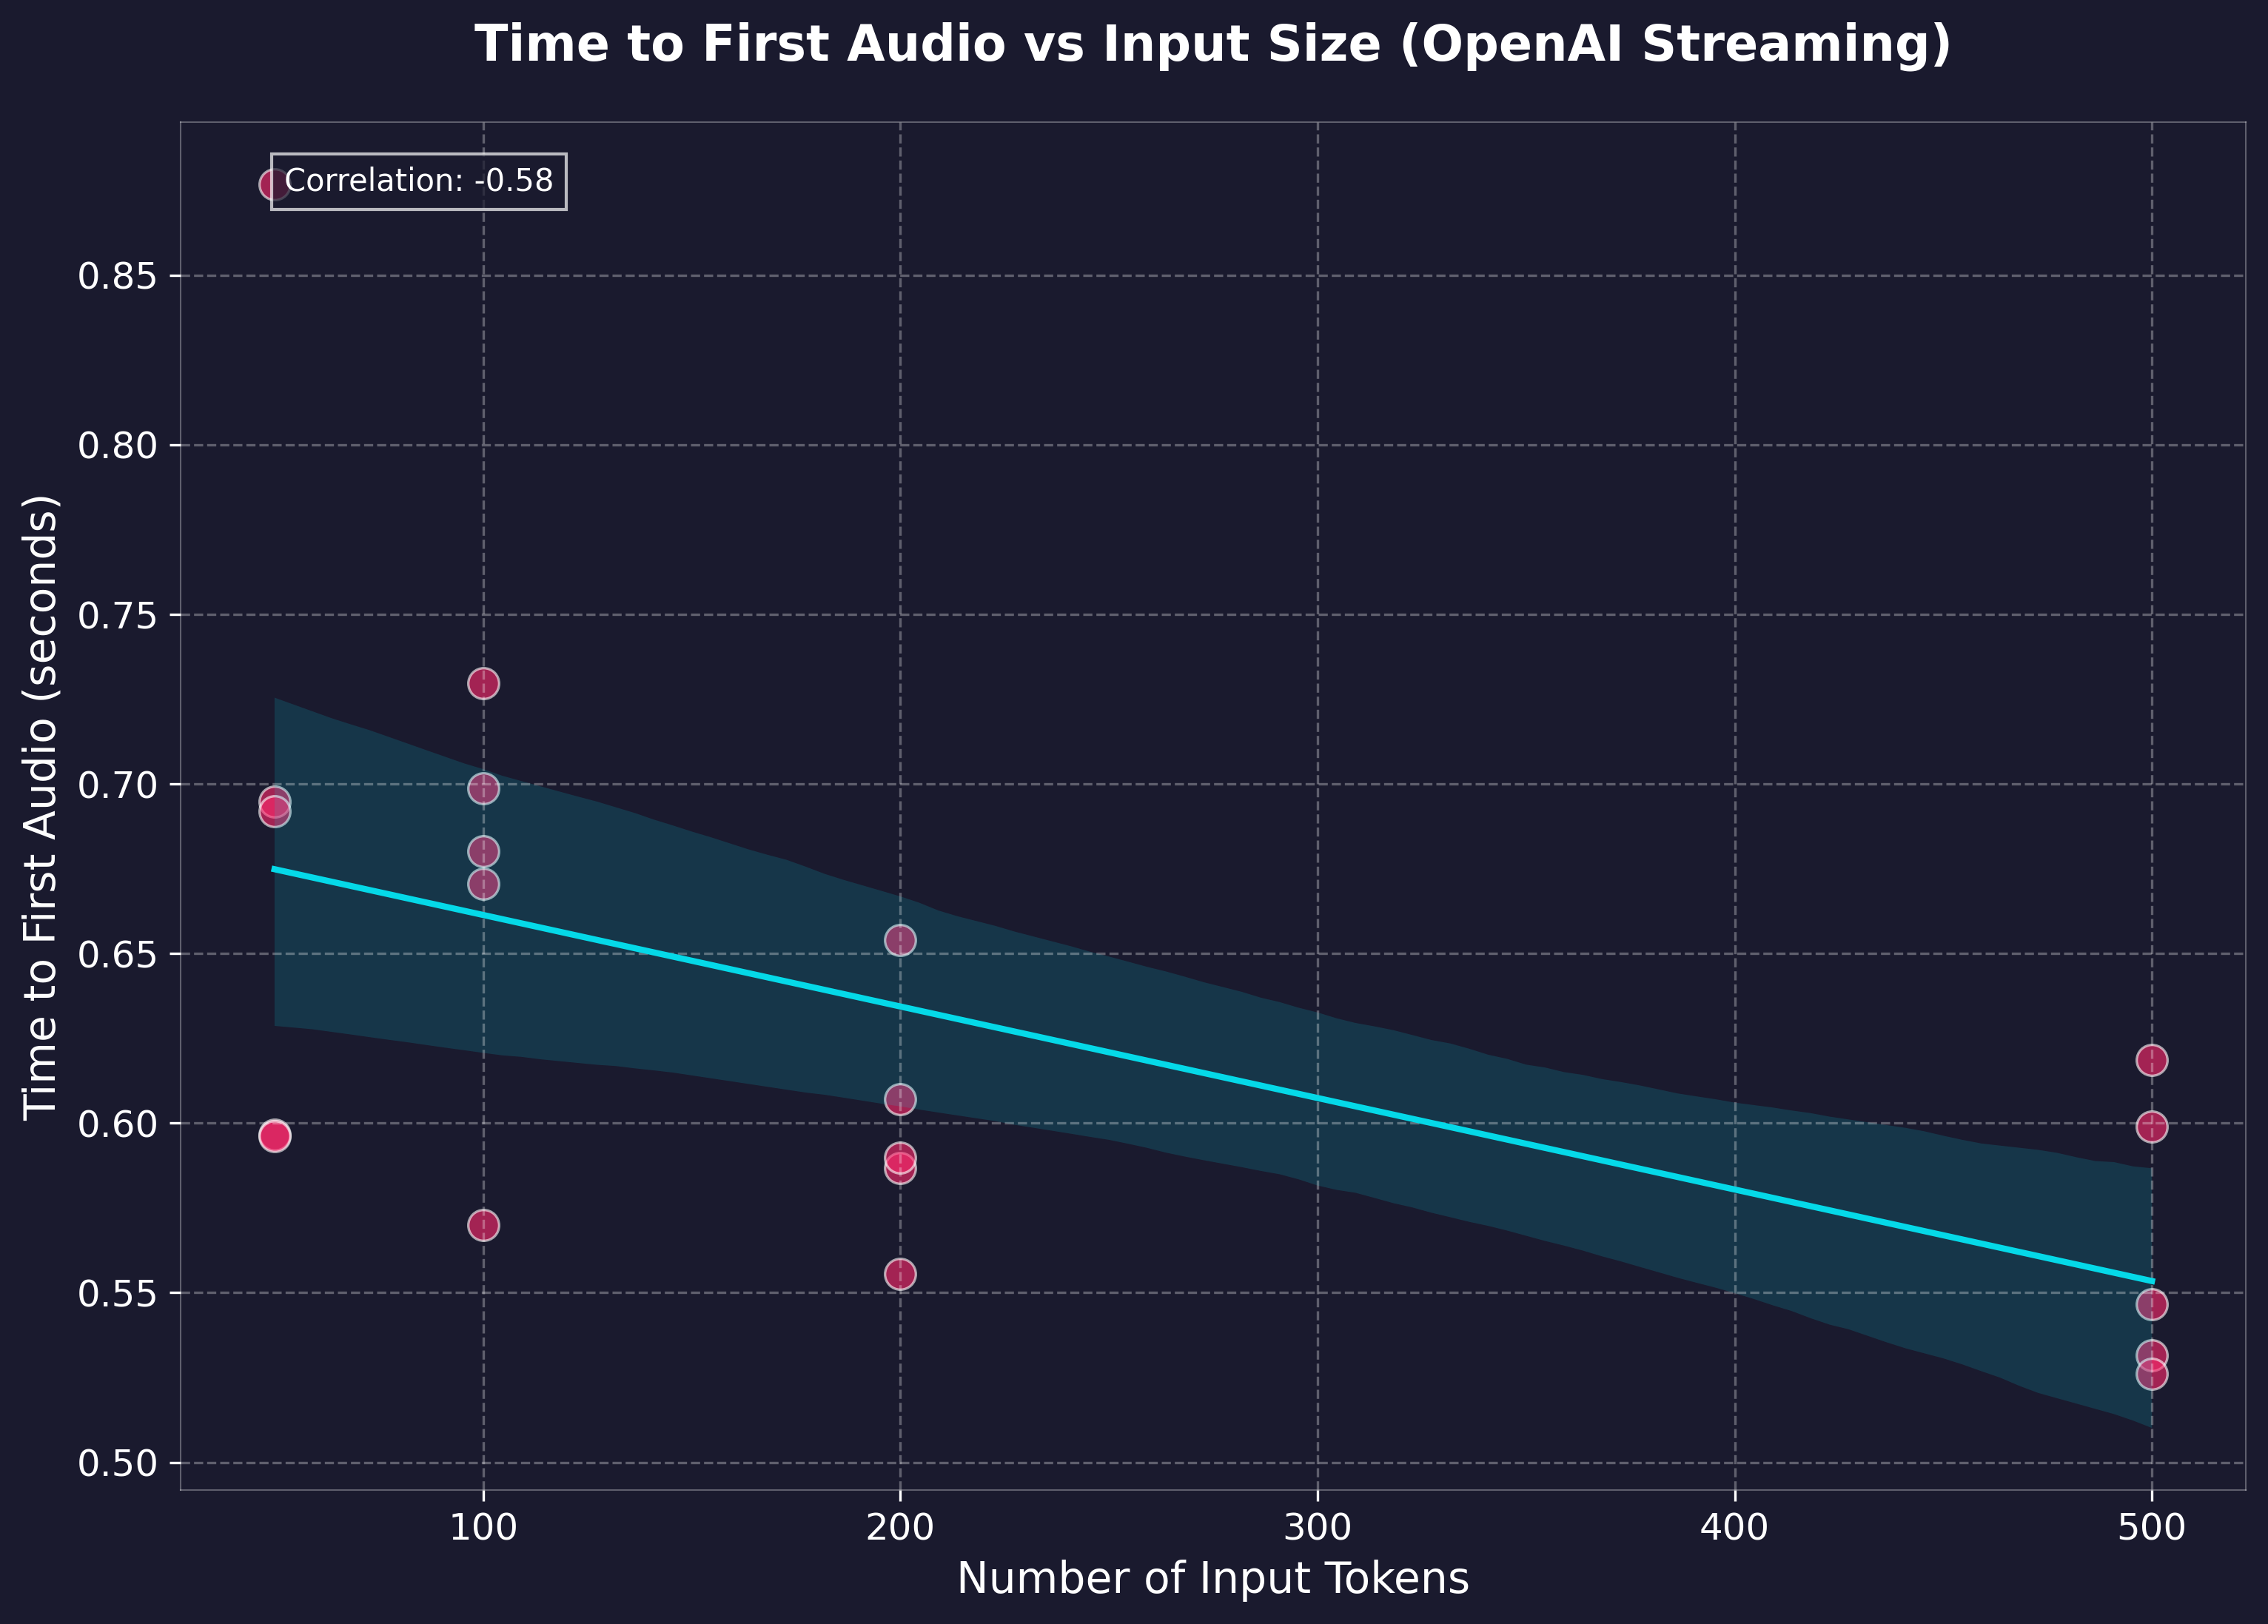 Time to First Audio vs Input Size (OpenAI Streaming)
Correlation: -0.58
0.85
0.80
0.75
0.70
0.65
0.60
0.55
0.50
Time to First Audio (seconds)
100 200 300 400 500
Number of Input Tokens